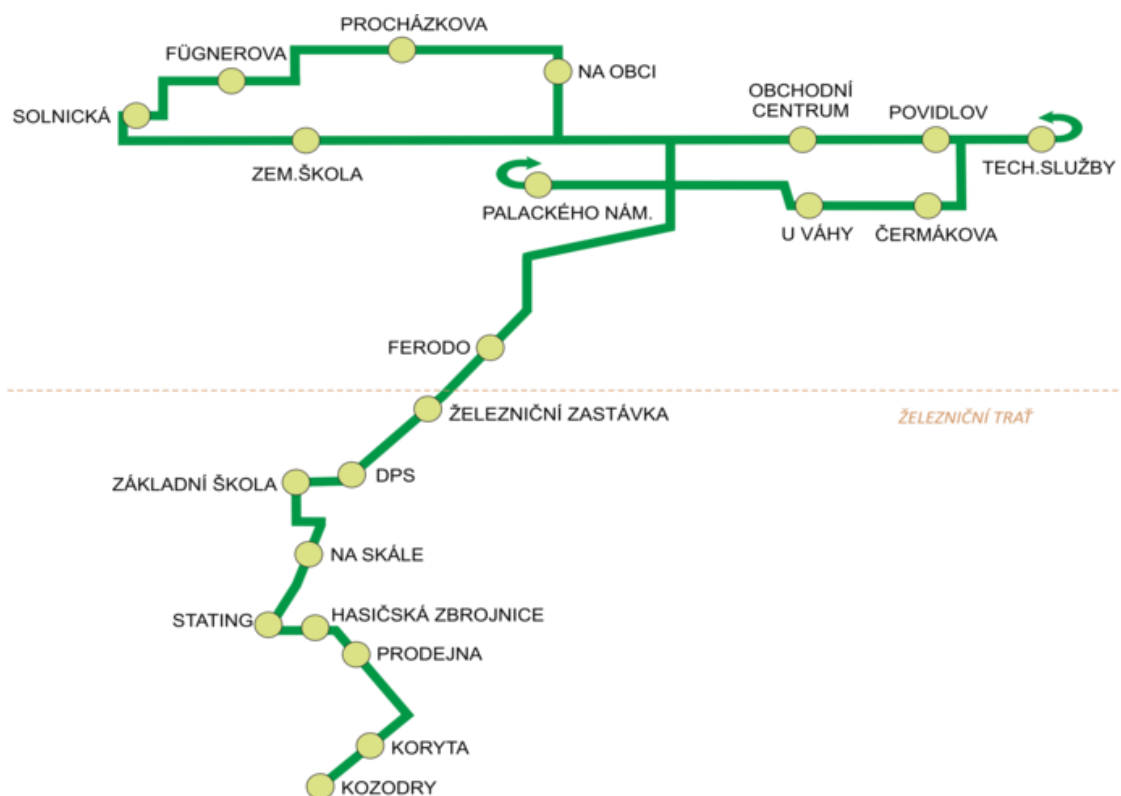 PROCHÁZKOVA
FÜGNEROVA
NA OBCI
SOLNICKÁ
OBCHODNÍ
CENTRUM
POVIDLOV
ZEM.ŠKOLA
TECH.SLUŽBY
PALACKÉHO NÁM.
U VÁHY
ČERMÁKOVA
FERODO
ŽELEZNIČNÍ ZASTÁVKA
ŽELEZNIČNÍ TRAŤ
ZÁKLADNÍ ŠKOLA
DPS
NA SKÁLE
STATING
HASIČSKÁ ZBROJNICE
PRODEJNA
KORYTA
KOZODRY